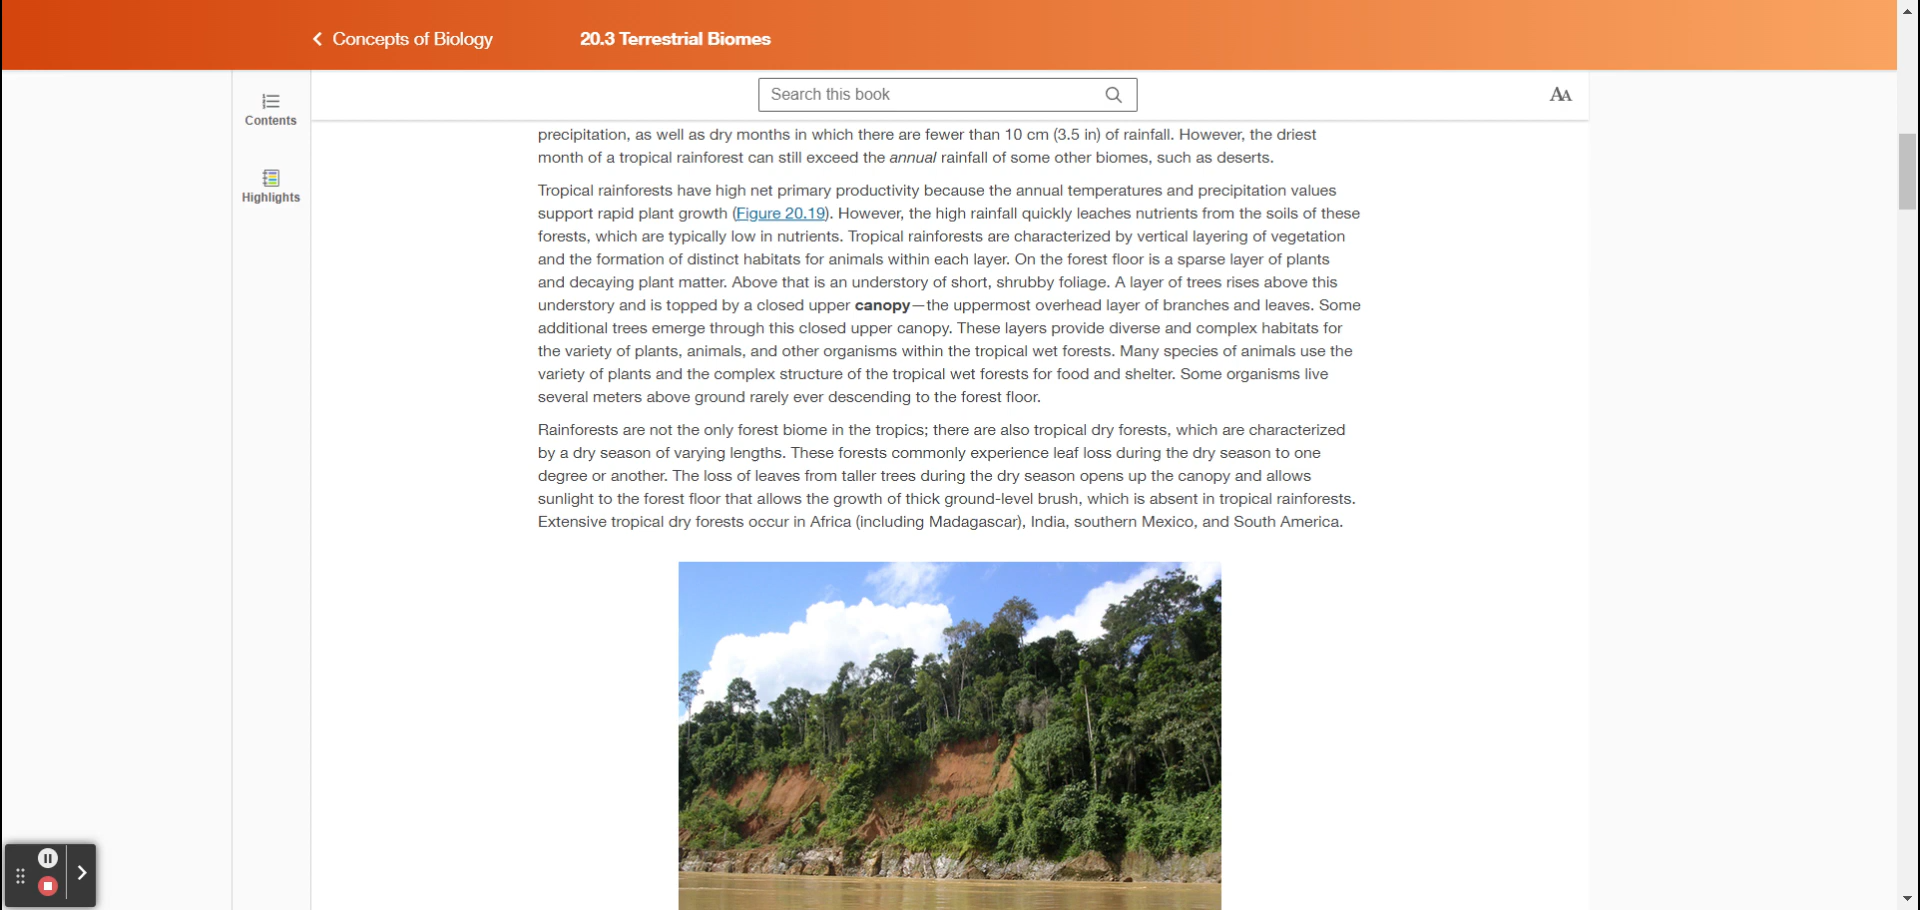 Concepts of Biology
20.3 Terrestrial Biomes
Search this book
AA
Contents
Highlights
precipitation, as well as dry months in which there are fewer than 10 cm (3.5 in) of rainfall. However, the driest
month of a tropical rainforest can still exceed the annual rainfall of some other biomes, such as deserts.
Tropical rainforests have high net primary productivity because the annual temperatures and precipitation values
support rapid plant growth (Figure 20.19). However, the high rainfall quickly leaches nutrients from the soils of these
forests, which are typically low in nutrients. Tropical rainforests are characterized by vertical layering of vegetation
and the formation of distinct habitats for animals within each layer. On the forest floor is a sparse layer of plants
and decaying plant matter. Above that is an understory of short, shrubby foliage. A layer of trees rises above this
understory and is topped by a closed upper canopy—the uppermost overhead layer of branches and leaves. Some
additional trees emerge through this closed upper canopy. These layers provide diverse and complex habitats for
the variety of plants, animals, and other organisms within the tropical wet forests. Many species of animals use the
variety of plants and the complex structure of the tropical wet forests for food and shelter. Some organisms live
several meters above ground rarely ever descending to the forest floor.
Rainforests are not the only forest biome in the tropics; there are also tropical dry forests, which are characterized
by a dry season of varying lengths. These forests commonly experience leaf loss during the dry season to one
degree or another. The loss of leaves from taller trees during the dry season opens up the canopy and allows
sunlight to the forest floor that allows the growth of thick ground-level brush, which is absent in tropical rainforests.
Extensive tropical dry forests occur in Africa (including Madagascar), India, southern Mexico, and South America.